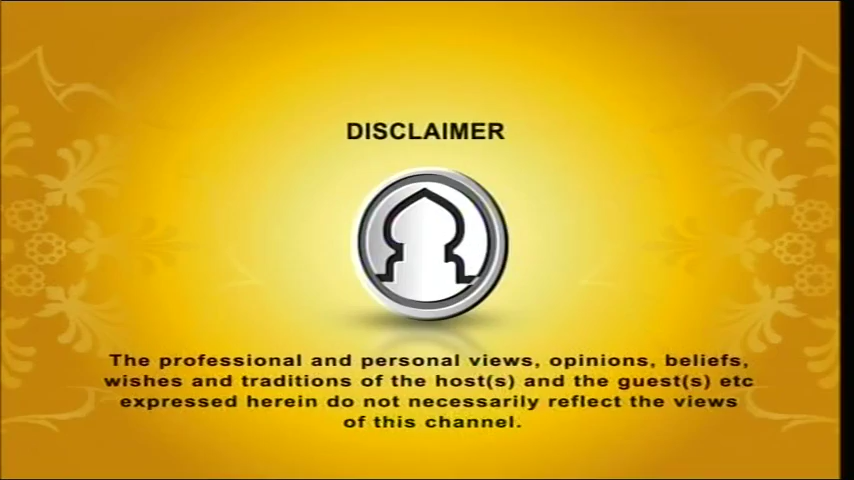 DISCLAIMER
The professional and personal views, opinions, beliefs,
wishes and traditions of the host(s) and the guest(s) etc
expressed herein do not necessarily reflect the views
of this channel.